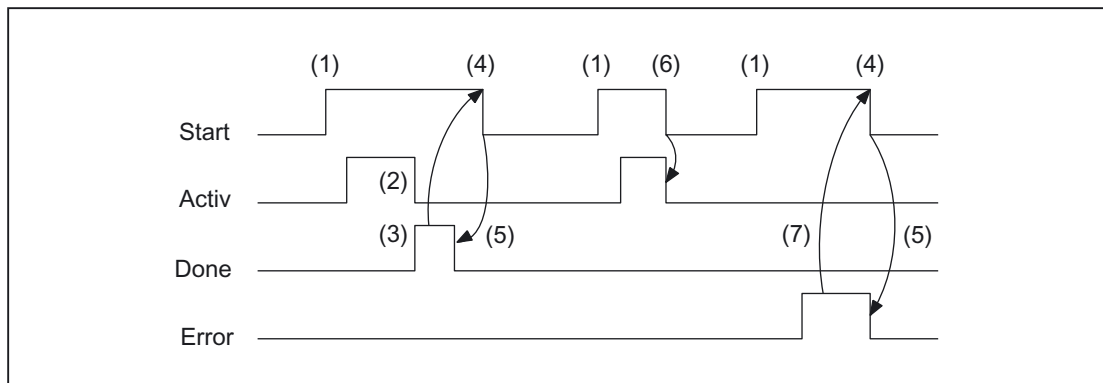 (1) (4) (1) (6) (1) (4)
Start
(2)
Activ
(3) (5) (7) (5)
Done
Error